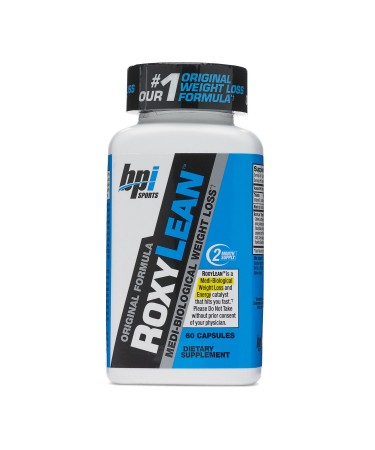 #1 ORIGINAL
WEIGHT LOSS
OUR FORMULA
bpi
SPORTS
ORIGINAL FORMULA
ROXYLEAN™
MEDI-BIOLOGICAL WEIGHT LOSS
2 MONTH
SUPPLY
ROXYLEAN™ is a
Medi-Biological
Weight Loss and
Energy catalyst
that hits you fast.*
Please Do Not Take
without prior consent
of your physician.
60 CAPSULES
DIETARY
SUPPLEMENT